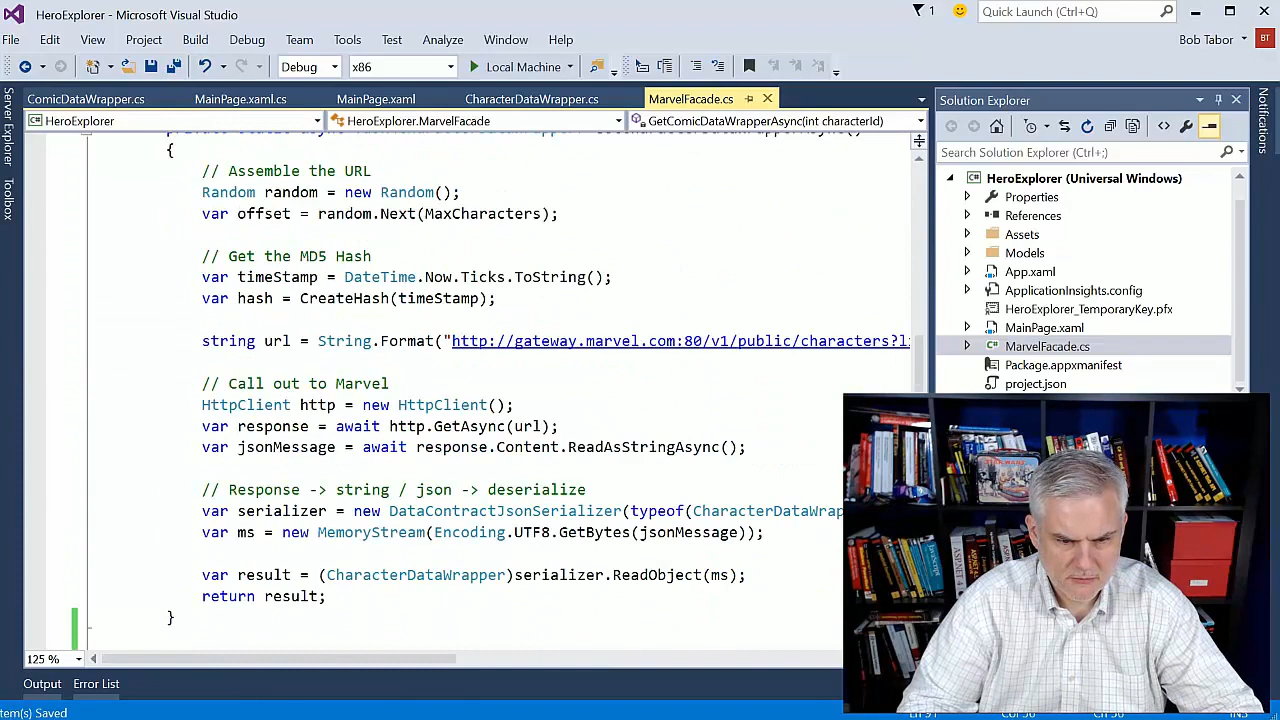 HeroExplorer - Microsoft Visual Studio
1
Quick Launch (Ctrl+Q)
File Edit View Project Build Debug Team Tools Test Analyze Window Help
Bob Tabor BT
Debug x86 Local Machine
ComicDataWrapper.cs MainPage.xaml.cs MainPage.xaml CharacterDataWrapper.cs MarvelFacade.cs
HeroExplorer HeroExplorer.MarvelFacade GetComicDataWrapperAsync(int characterId)
Server Explorer
Toolbox
{
// Assemble the URL
Random random = new Random();
var offset = random.Next(MaxCharacters);
// Get the MD5 Hash
var timeStamp = DateTime.Now.Ticks.ToString();
var hash = CreateHash(timeStamp);
string url = String.Format("http://gateway.marvel.com:80/v1/public/characters?li
// Call out to Marvel
HttpClient http = new HttpClient();
var response = await http.GetAsync(url);
var jsonMessage = await response.Content.ReadAsStringAsync();
// Response -> string / json -> deserialize
var serializer = new DataContractJsonSerializer(typeof(CharacterDataWrap
var ms = new MemoryStream(Encoding.UTF8.GetBytes(jsonMessage));
var result = (CharacterDataWrapper)serializer.ReadObject(ms);
return result;
}
125 %
Output Error List
tem(s) Saved
Solution Explorer
Search Solution Explorer (Ctrl+;)
HeroExplorer (Universal Windows)
Properties
References
Assets
Models
App.xaml
ApplicationInsights.config
HeroExplorer_TemporaryKey.pfx
MainPage.xaml
MarvelFacade.cs
Package.appxmanifest
project.json
Notifications